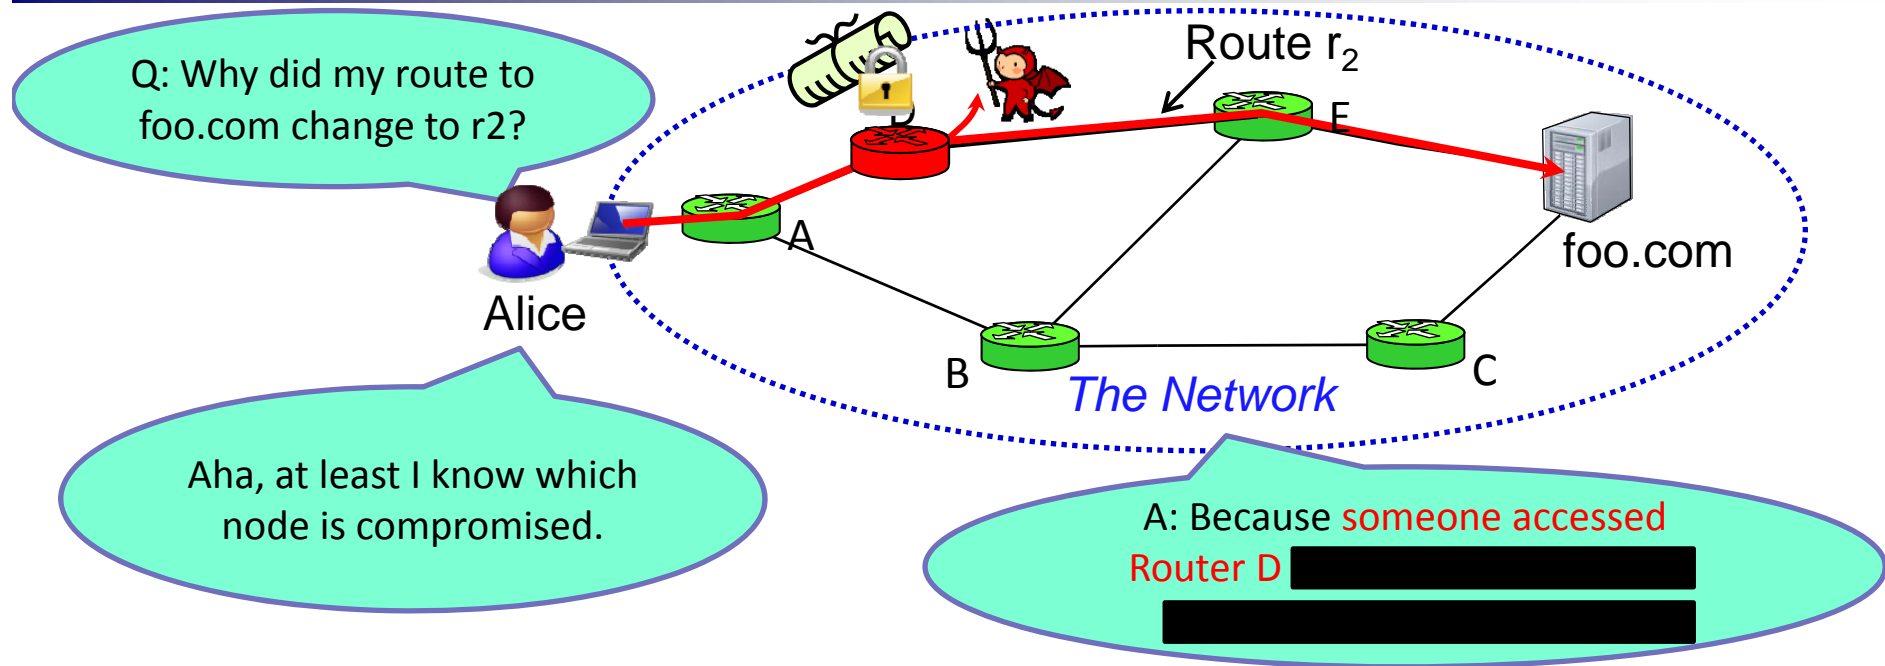 Q: Why did my route to
foo.com change to r2?
Route r₂
E
A
foo.com
Alice
B
C
The Network
Aha, at least I know which
node is compromised.
A: Because someone accessed
Router D